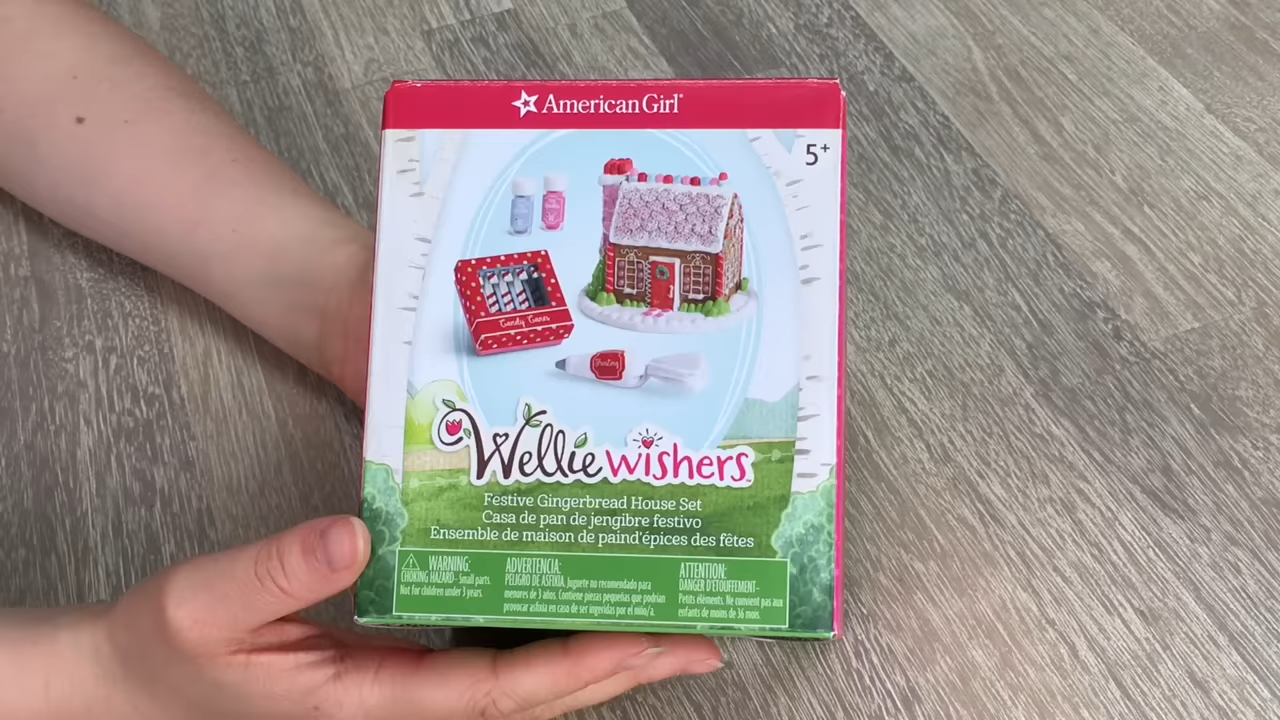 American Girl®
5+
Candy Canes
Frosting
Welliewishers™
Festive Gingerbread House Set
Casa de pan de jengibre festivo
Ensemble de maison de paind'épices des fêtes
WARNING:
CHOKING HAZARD–Small parts.
Not for children under 3 years.
ADVERTENCIA:
PELIGRO DE ASFIXIA. Juguete no recomendado para
menores de 3 años. Contiene piezas pequeñas que podrían
provocar asfixia en caso de ser ingeridas por el niño/a.
ATTENTION:
DANGER D'ÉTOUFFEMENT–
Petits éléments. Ne convient pas aux
enfants de moins de 36 mois.